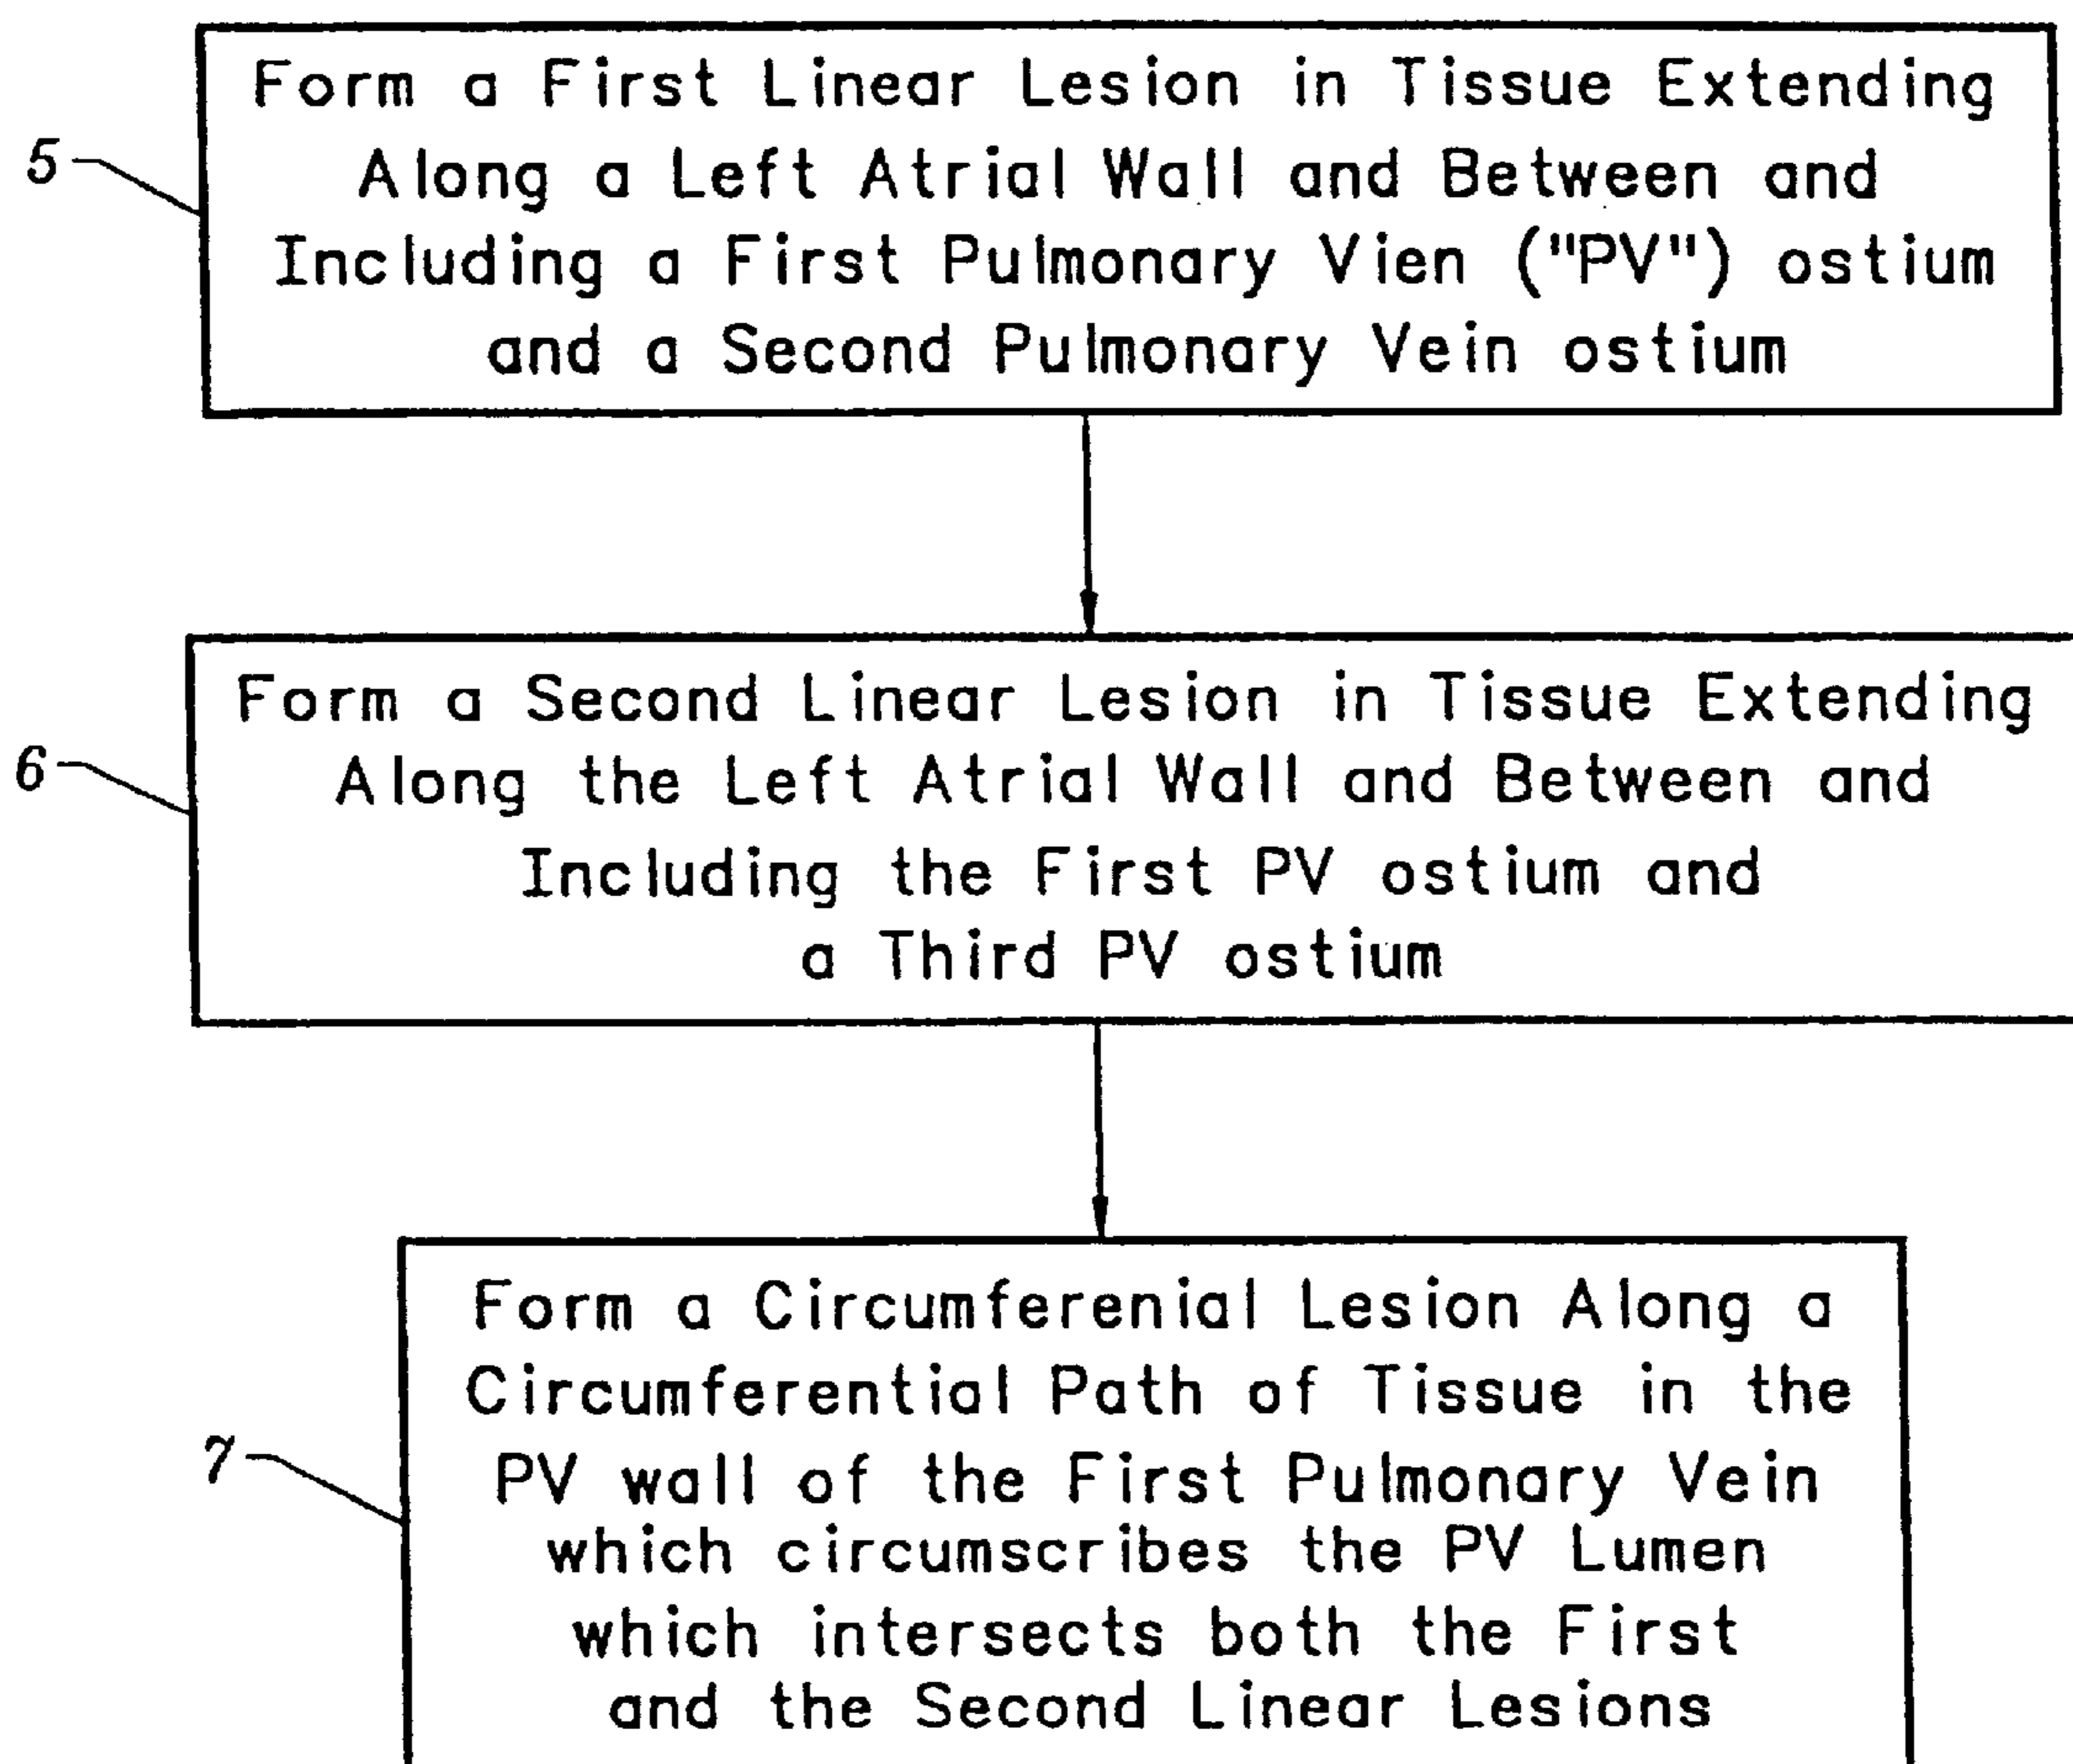 Form a First Linear Lesion in Tissue Extending
5
Along a Left Atrial Wall and Between and
Including a First Pulmonary Vien ("PV") ostium
and a Second Pulmonary Vein ostium
Form a Second Linear Lesion in Tissue Extending
6
Along the Left Atrial Wall and Between and
Including the First PV ostium and
a Third PV ostium
Form a Circumferenial Lesion Along a
Circumferential Path of Tissue in the
7
PV wall of the First Pulmonary Vein
which circumscribes the PV Lumen
which intersects both the First
and the Second Linear Lesions